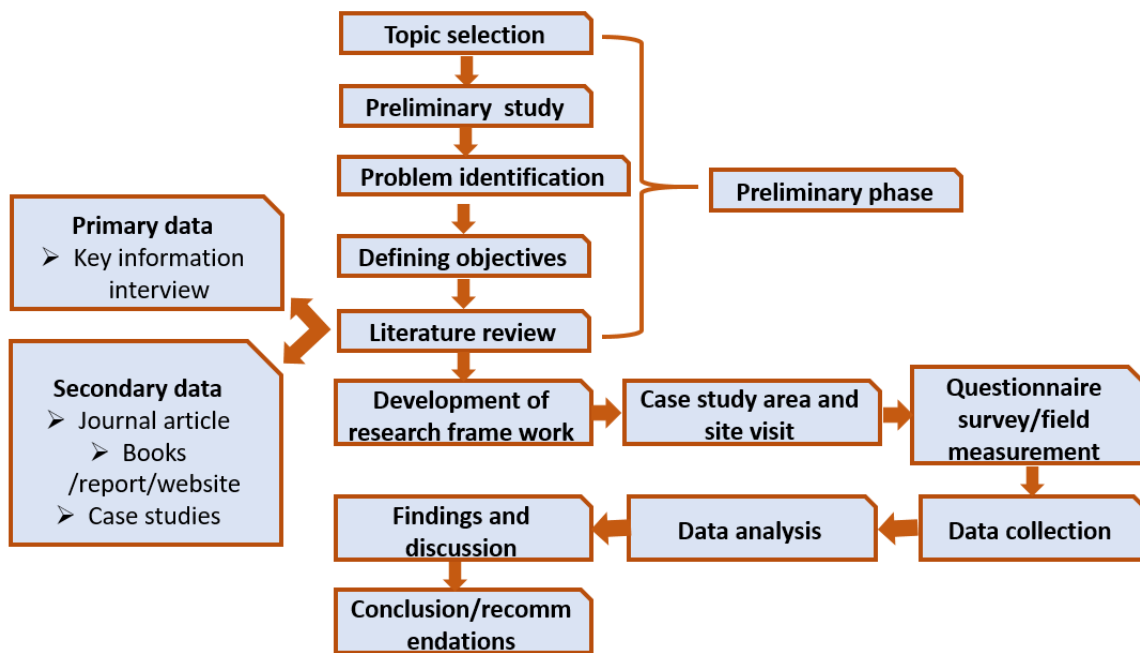 Topic selection
Preliminary study
Problem identification
Preliminary phase
Primary data
➢ Key information
interview
Defining objectives
Literature review
Secondary data
➢ Journal article
➢ Books
/report/website
➢ Case studies
Development of
research frame work
Case study area and
site visit
Questionnaire
survey/field
measurement
Findings and
discussion
Data analysis
Data collection
Conclusion/recomm
endations